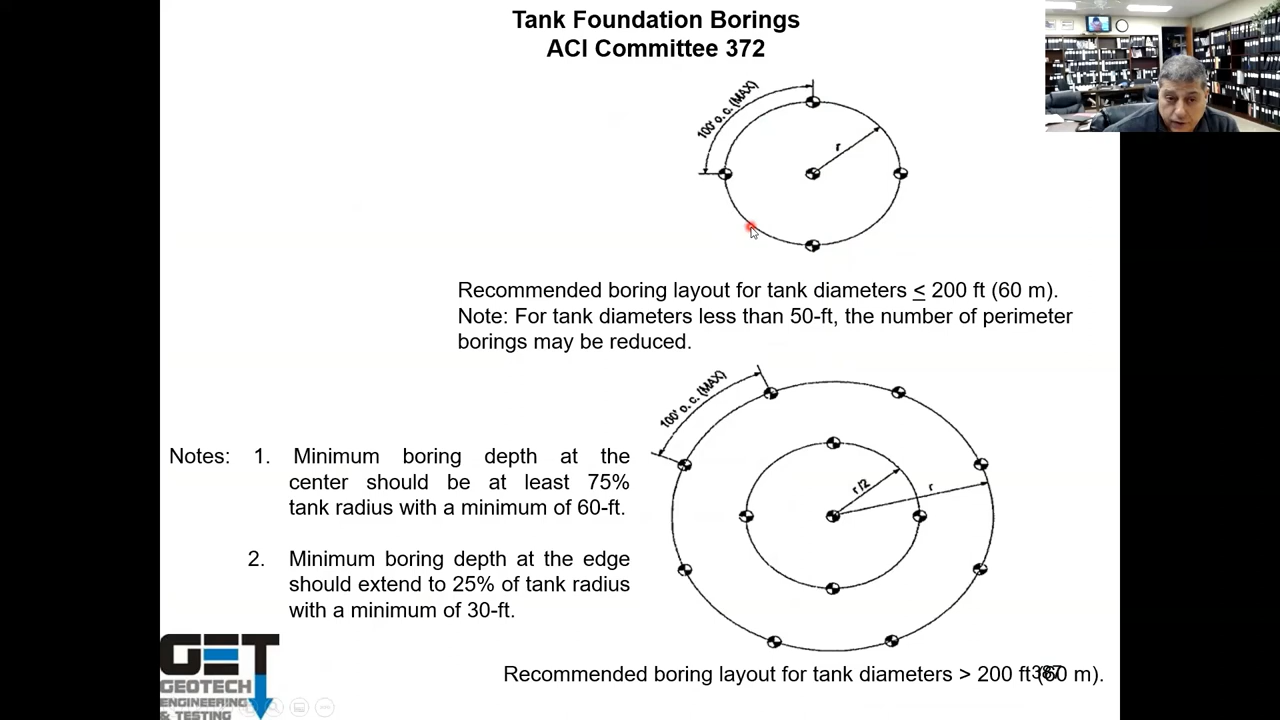 Tank Foundation Borings
ACI Committee 372
100' o.c. (MAX)
r
Recommended boring layout for tank diameters ≤ 200 ft (60 m).
Note: For tank diameters less than 50-ft, the number of perimeter
borings may be reduced.
100' o.c. (MAX)
r/2
r
Notes: 1. Minimum boring depth at the
center should be at least 75%
tank radius with a minimum of 60-ft.
2. Minimum boring depth at the edge
should extend to 25% of tank radius
with a minimum of 30-ft.
Recommended boring layout for tank diameters > 200 ft (60 m).
387
GET
GEOTECH
ENGINEERING
& TESTING